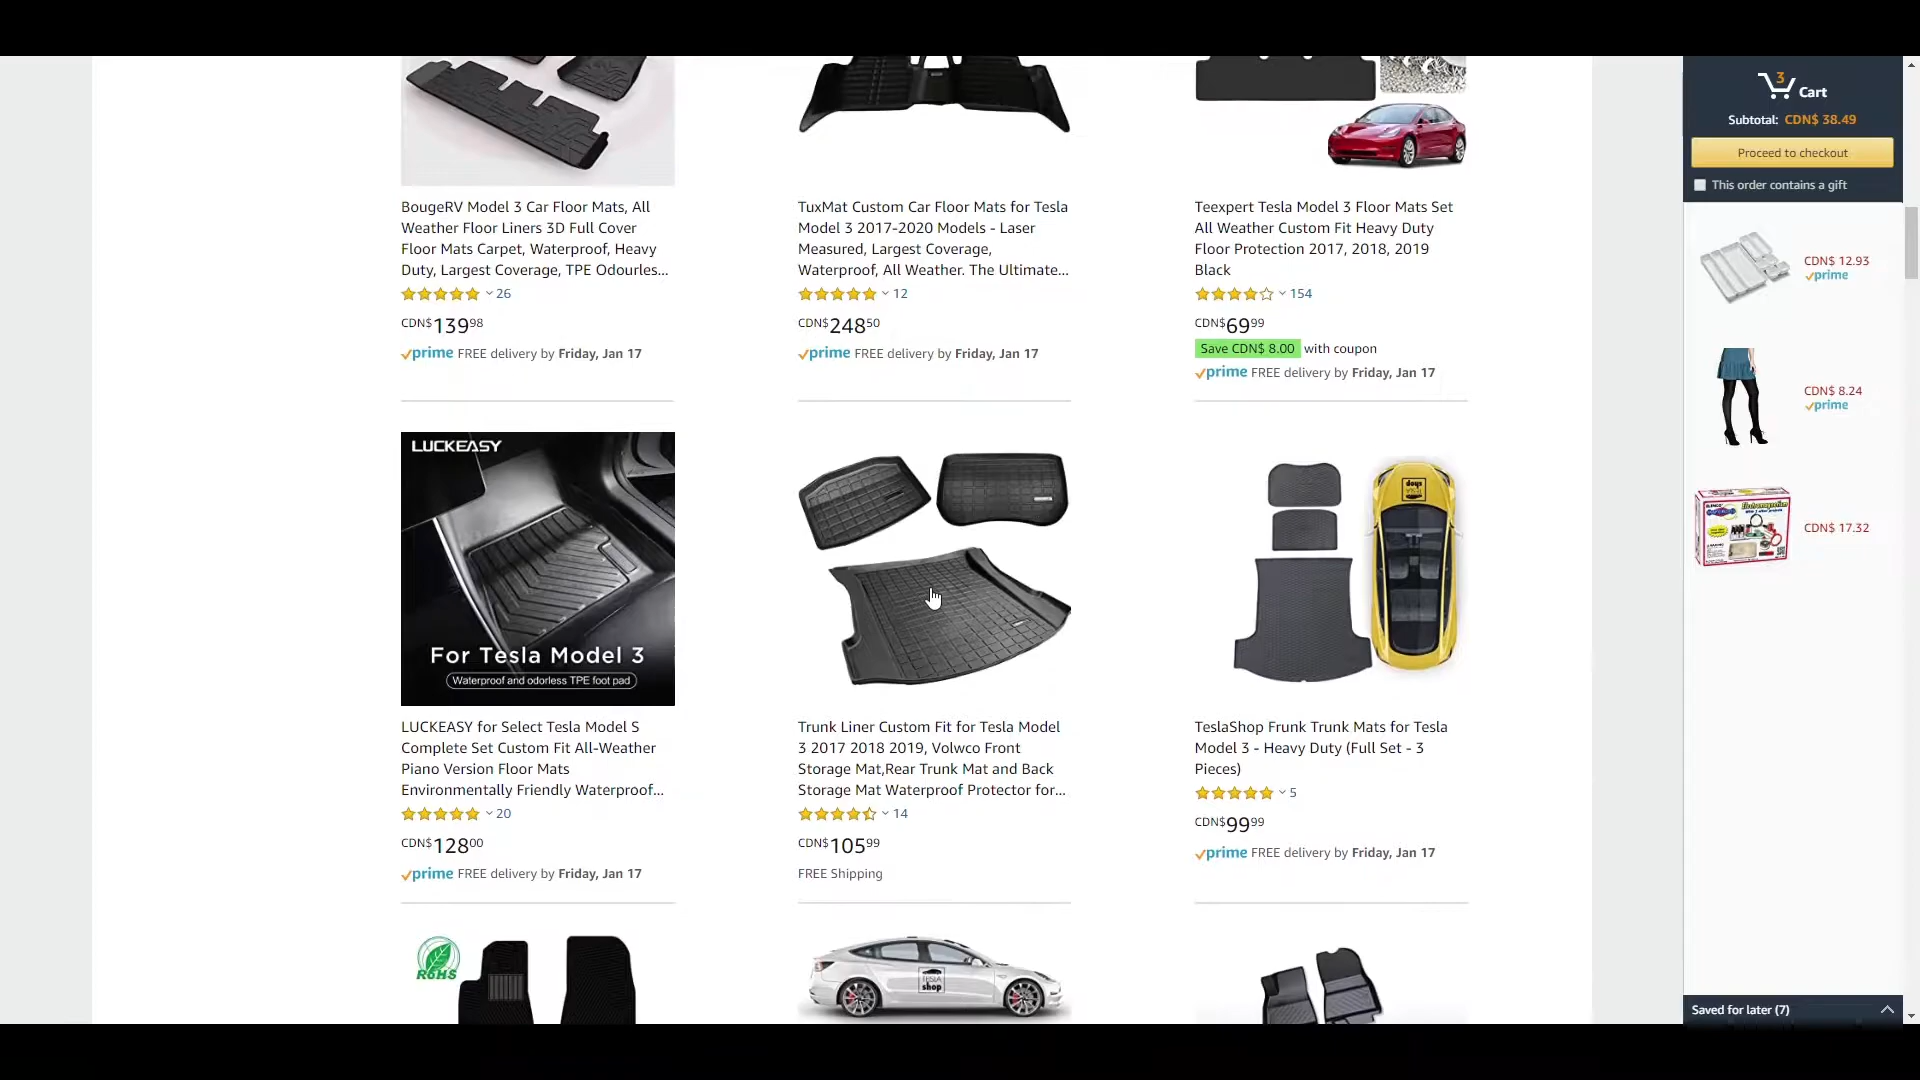 3
Cart
Subtotal: CDN$ 38.49
Proceed to checkout
This order contains a gift
BougeRV Model 3 Car Floor Mats, All
Weather Floor Liners 3D Full Cover
Floor Mats Carpet, Waterproof, Heavy
Duty, Largest Coverage, TPE Odourles...
26
CDN$13998
prime FREE delivery by Friday, Jan 17
TuxMat Custom Car Floor Mats for Tesla
Model 3 2017-2020 Models - Laser
Measured, Largest Coverage,
Waterproof, All Weather. The Ultimate...
12
CDN$24850
prime FREE delivery by Friday, Jan 17
Teexpert Tesla Model 3 Floor Mats Set
All Weather Custom Fit Heavy Duty
Floor Protection 2017, 2018, 2019
Black
154
CDN$6999
Save CDN$ 8.00 with coupon
prime FREE delivery by Friday, Jan 17
CDN$ 12.93
prime
CDN$ 8.24
prime
CDN$ 17.32
LUCKEASY
For Tesla Model 3
Waterproof and odorless TPE foot pad
LUCKEASY for Select Tesla Model S
Complete Set Custom Fit All-Weather
Piano Version Floor Mats
Environmentally Friendly Waterproof...
20
CDN$12800
prime FREE delivery by Friday, Jan 17
Trunk Liner Custom Fit for Tesla Model
3 2017 2018 2019, Volwco Front
Storage Mat,Rear Trunk Mat and Back
Storage Mat Waterproof Protector for...
14
CDN$10599
FREE Shipping
TeslaShop Frunk Trunk Mats for Tesla
Model 3 - Heavy Duty (Full Set - 3
Pieces)
5
CDN$9999
prime FREE delivery by Friday, Jan 17
RoHS
TESLA
shop
Saved for later (7)